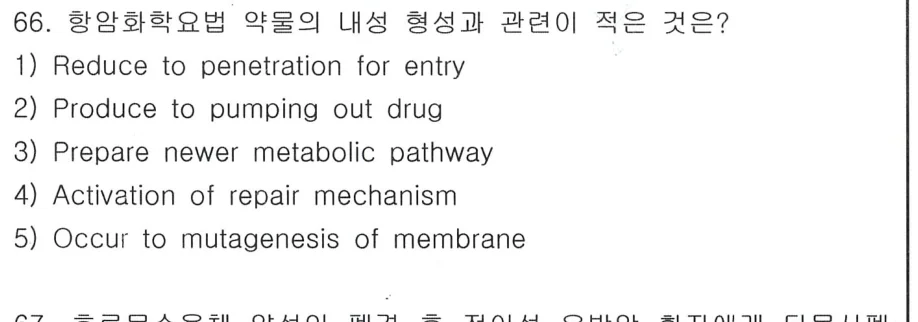 66. 항암화학요법 약물의 내성 형성과 관련이 적은 것은?
1) Reduce to penetration for entry
2) Produce to pumping out drug
3) Prepare newer metabolic pathway
4) Activation of repair mechanism
5) Occur to mutagenesis of membrane